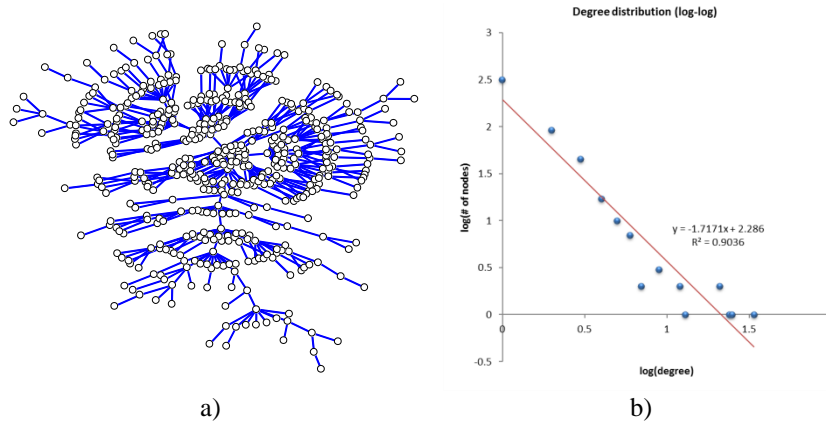 Degree distribution (log-log)
3
2.5
2
1.5
1
0.5
0
-0.5
0
0.5
1
1.5
log(# of nodes)
y = -1.7171x + 2.286
R² = 0.9036
log(degree)
a)
b)